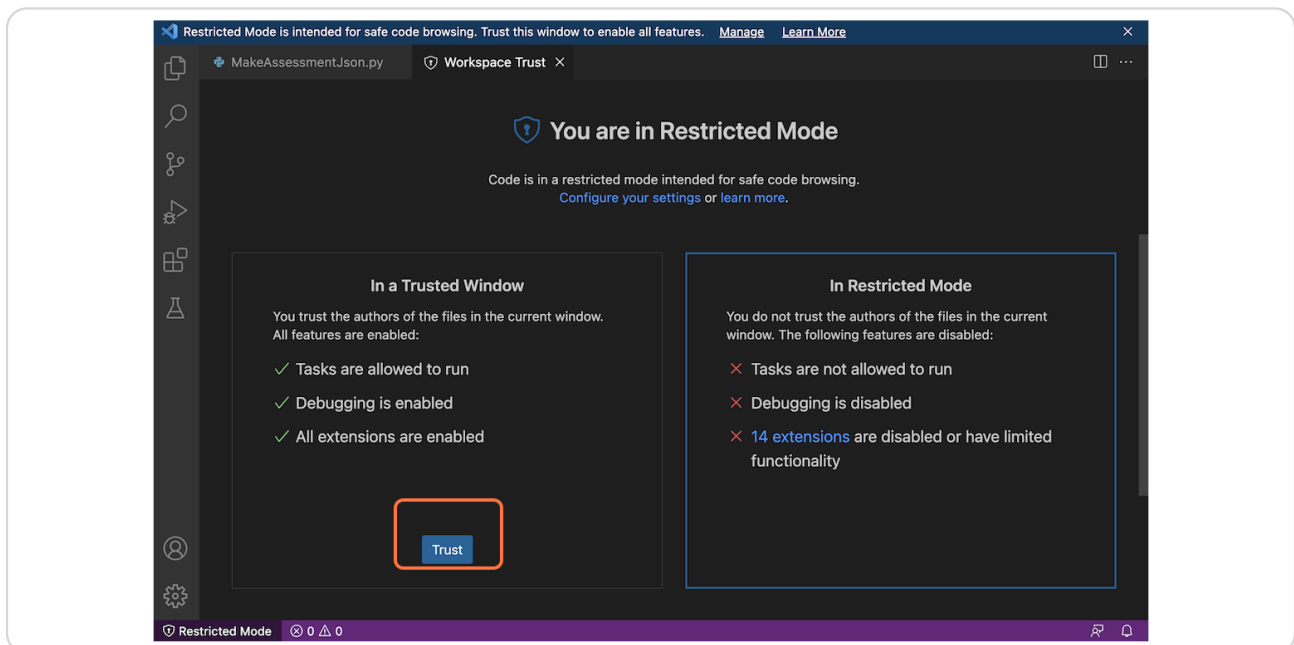 Restricted Mode is intended for safe code browsing. Trust this window to enable all features. Manage Learn More
MakeAssessmentJson.py Workspace Trust
You are in Restricted Mode
Code is in a restricted mode intended for safe code browsing.
Configure your settings or learn more.
In a Trusted Window
You trust the authors of the files in the current window.
All features are enabled:
Tasks are allowed to run
Debugging is enabled
All extensions are enabled
Trust
In Restricted Mode
You do not trust the authors of the files in the current
window. The following features are disabled:
Tasks are not allowed to run
Debugging is disabled
14 extensions are disabled or have limited
functionality
Restricted Mode 0 0